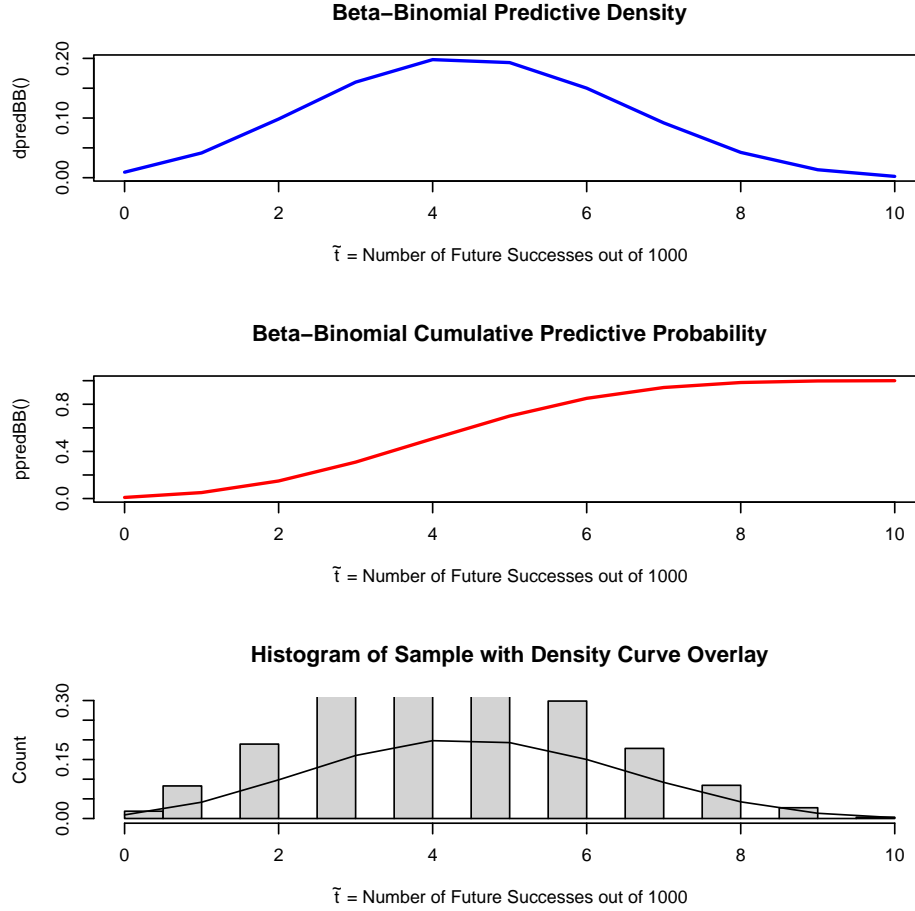 Beta−Binomial Predictive Density
dpredBB()
0.00 0.10 0.20
0 2 4 6 8 10
t̃ = Number of Future Successes out of 1000
Beta−Binomial Cumulative Predictive Probability
ppredBB()
0.0 0.4 0.8
0 2 4 6 8 10
t̃ = Number of Future Successes out of 1000
Histogram of Sample with Density Curve Overlay
Count
0.00 0.15 0.30
0 2 4 6 8 10
t̃ = Number of Future Successes out of 1000